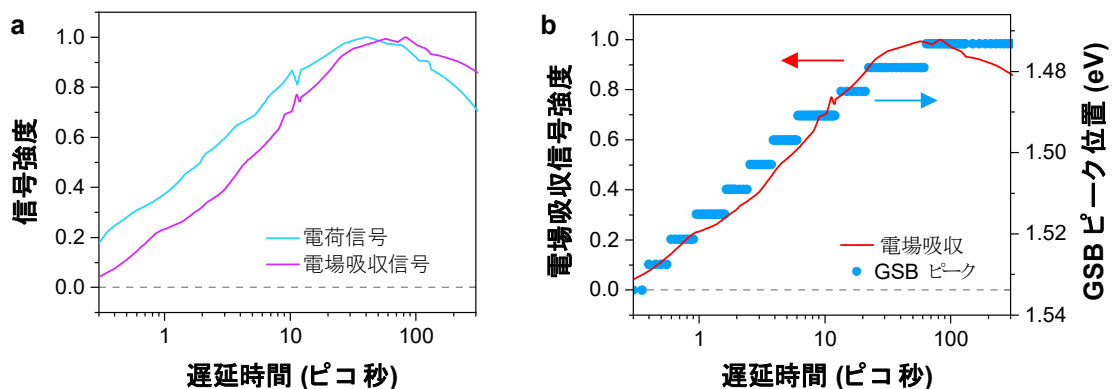 a
信号強度
1.0
0.8
0.6
0.4
0.2
0.0
電荷信号
電場吸収信号
1
10
100
遅延時間 (ピコ秒)
b
電場吸収信号強度
1.0
0.8
0.6
0.4
0.2
0.0
電場吸収
GSB ピーク
1
10
100
遅延時間 (ピコ秒)
1.48
1.50
1.52
1.54
GSB ピーク位置 (eV)